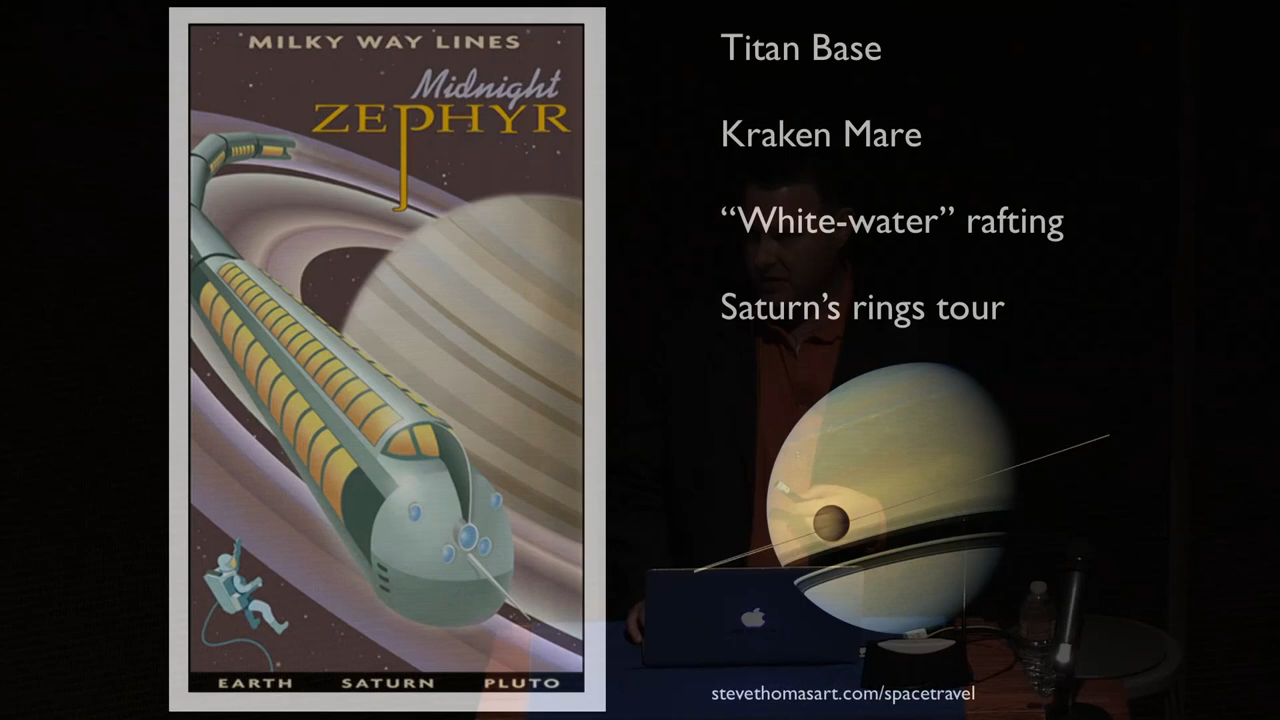 MILKY WAY LINES
Midnight
ZEPHYR
EARTH SATURN PLUTO
Titan Base
Kraken Mare
“White-water” rafting
Saturn’s rings tour
stevethomasart.com/spacetravel